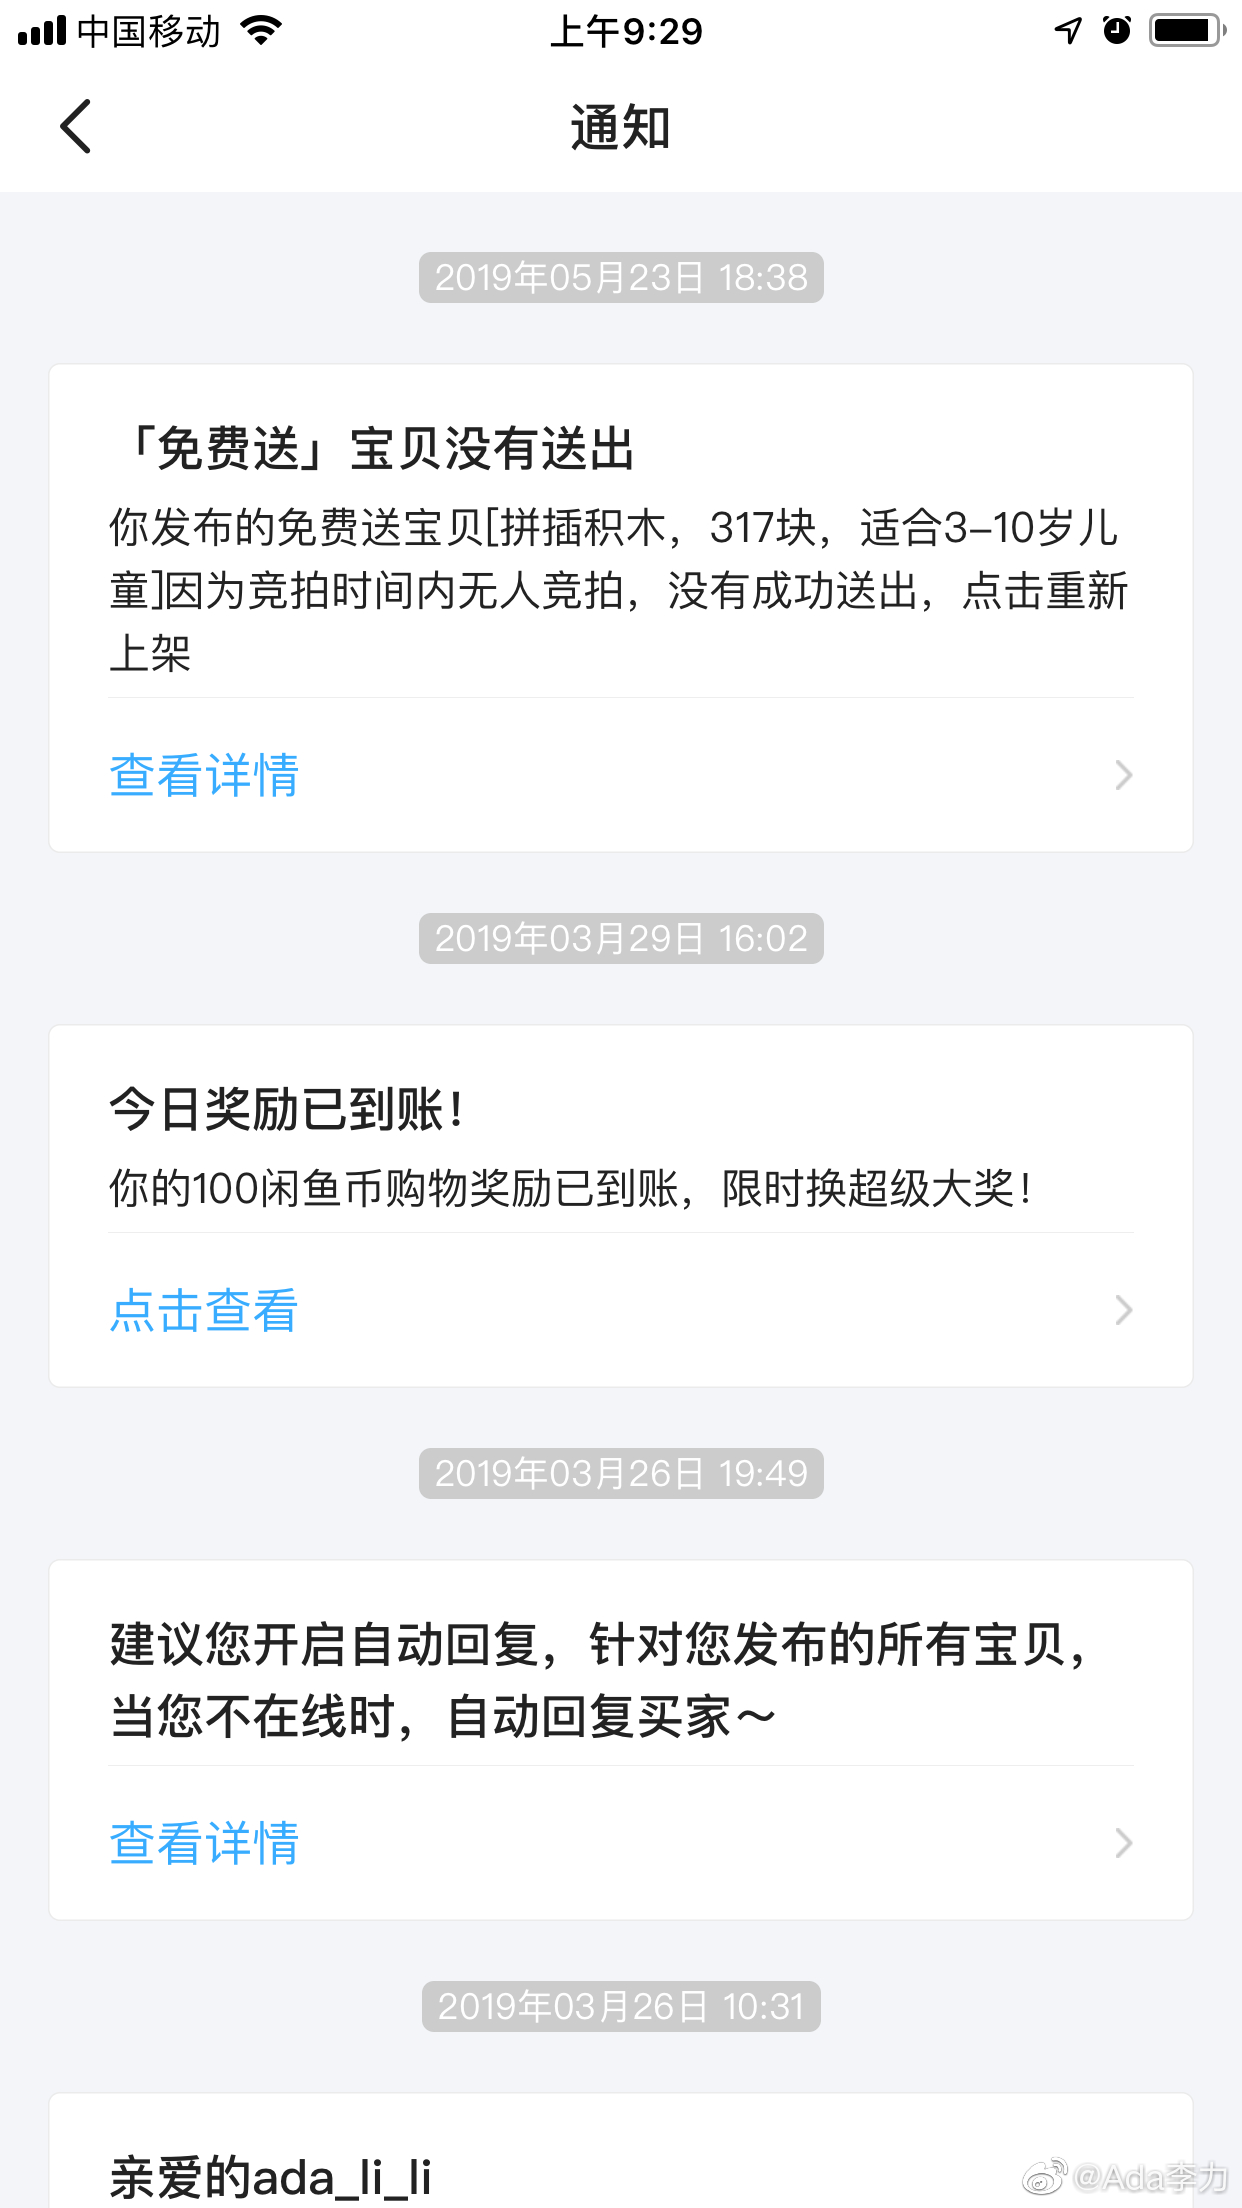 中国移动
上午9:29
通知
2019年05月23日 18:38
「免费送」宝贝没有送出
你发布的免费送宝贝[拼插积木，317块，适合3-10岁儿
童]因为竞拍时间内无人竞拍，没有成功送出，点击重新
上架
查看详情
2019年03月29日 16:02
今日奖励已到账！
你的100闲鱼币购物奖励已到账，限时换超级大奖！
点击查看
2019年03月26日 19:49
建议您开启自动回复，针对您发布的所有宝贝，
当您不在线时，自动回复买家～
查看详情
2019年03月26日 10:31
亲爱的ada_li_li
@Ada李力